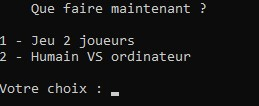 Que faire maintenant ?
1 - Jeu 2 joueurs
2 - Humain VS ordinateur
Votre choix :